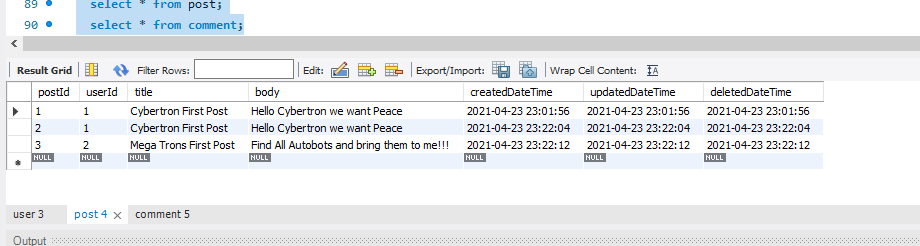 89 select * from post;
90 select * from comment;
Result Grid Filter Rows: Edit: Export/Import: Wrap Cell Content:
postId userId title body createdDateTime updatedDateTime deletedDateTime
1 1 Cybertron First Post Hello Cybertron we want Peace 2021-04-23 23:01:56 2021-04-23 23:01:56 2021-04-23 23:01:56
2 1 Cybertron First Post Hello Cybertron we want Peace 2021-04-23 23:22:04 2021-04-23 23:22:04 2021-04-23 23:22:04
3 2 Mega Trons First Post Find All Autobots and bring them to me!!! 2021-04-23 23:22:12 2021-04-23 23:22:12 2021-04-23 23:22:12
NULL NULL NULL NULL NULL NULL NULL
user 3 post 4 comment 5
Output